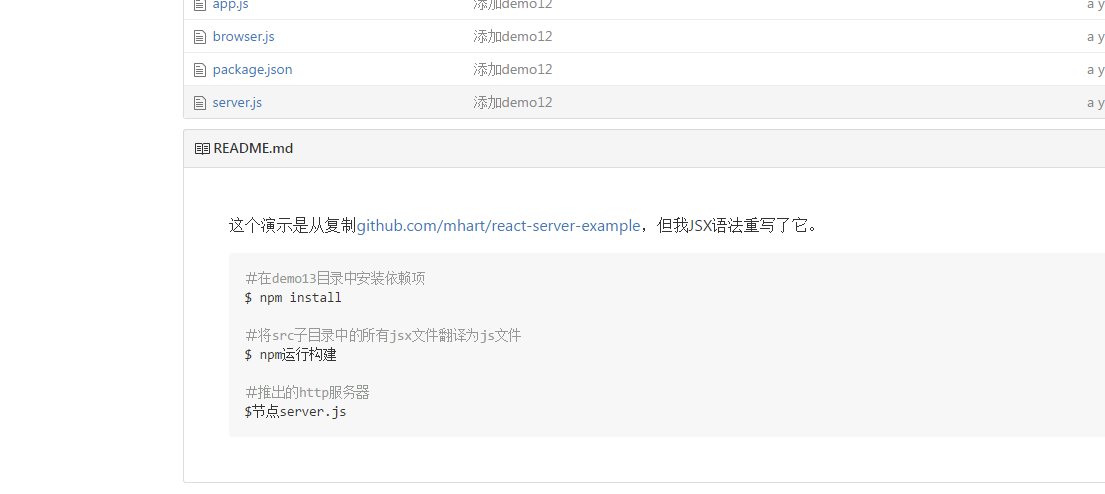 app.js 添加demo12 a y
browser.js 添加demo12 a y
package.json 添加demo12 a y
server.js 添加demo12 a y
README.md
这个演示是从复制github.com/mhart/react-server-example，但我JSX语法重写了它。
＃在demo13目录中安装依赖项
$ npm install
＃将src子目录中的所有jsx文件翻译为js文件
$ npm运行构建
＃推出的http服务器
$节点server.js